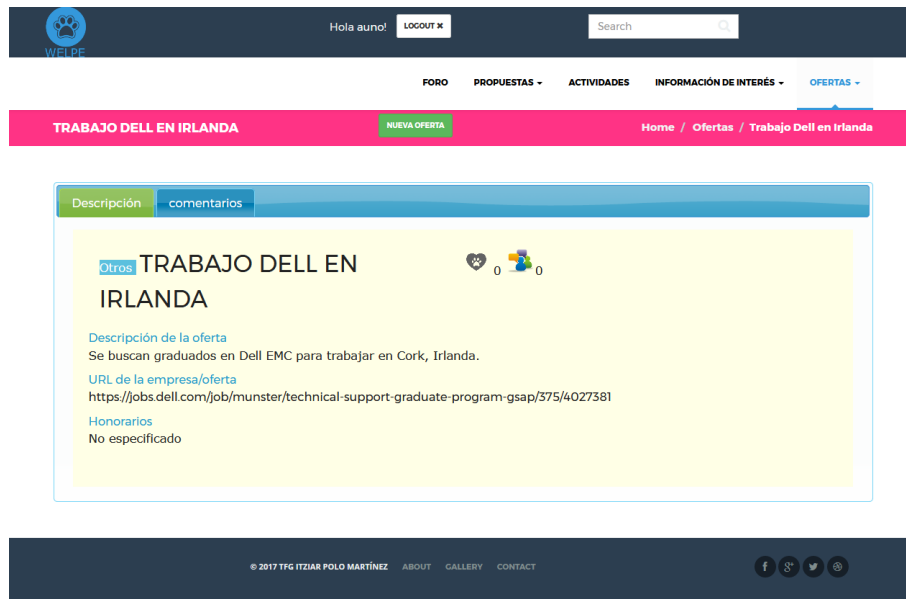 WELPE
Hola auno!
LOGOUT ✖
Search
FORO
PROPUESTAS
ACTIVIDADES
INFORMACIÓN DE INTERÉS
OFERTAS
TRABAJO DELL EN IRLANDA
NUEVA OFERTA
Home / Ofertas / Trabajo Dell en Irlanda
Descripción
comentarios
Otros TRABAJO DELL EN
IRLANDA
0
0
Descripción de la oferta
Se buscan graduados en Dell EMC para trabajar en Cork, Irlanda.
URL de la empresa/oferta
https://jobs.dell.com/job/munster/technical-support-graduate-program-gsap/375/4027381
Honorarios
No especificado
© 2017 TFG ITZIAR POLO MARTÍNEZ
ABOUT
GALLERY
CONTACT